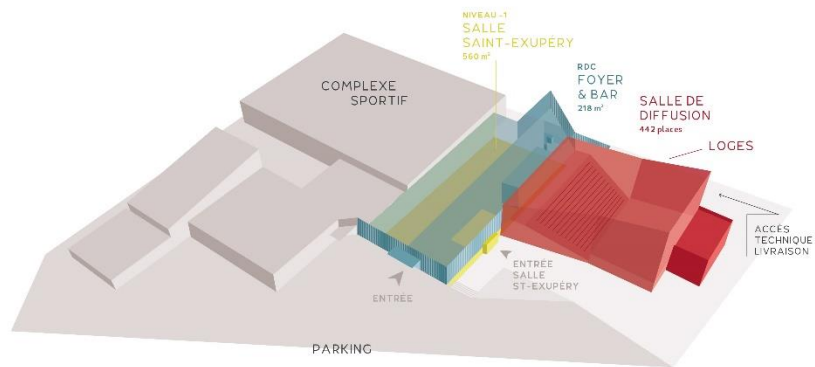 NIVEAU -1
SALLE
SAINT-EXUPÉRY
560 m²
RDC
FOYER
& BAR
218 m²
COMPLEXE
SPORTIF
SALLE DE
DIFFUSION
442 places
LOGES
ACCÈS
TECHNIQUE
LIVRAISON
ENTRÉE
SALLE
ST-EXUPÉRY
ENTRÉE
PARKING